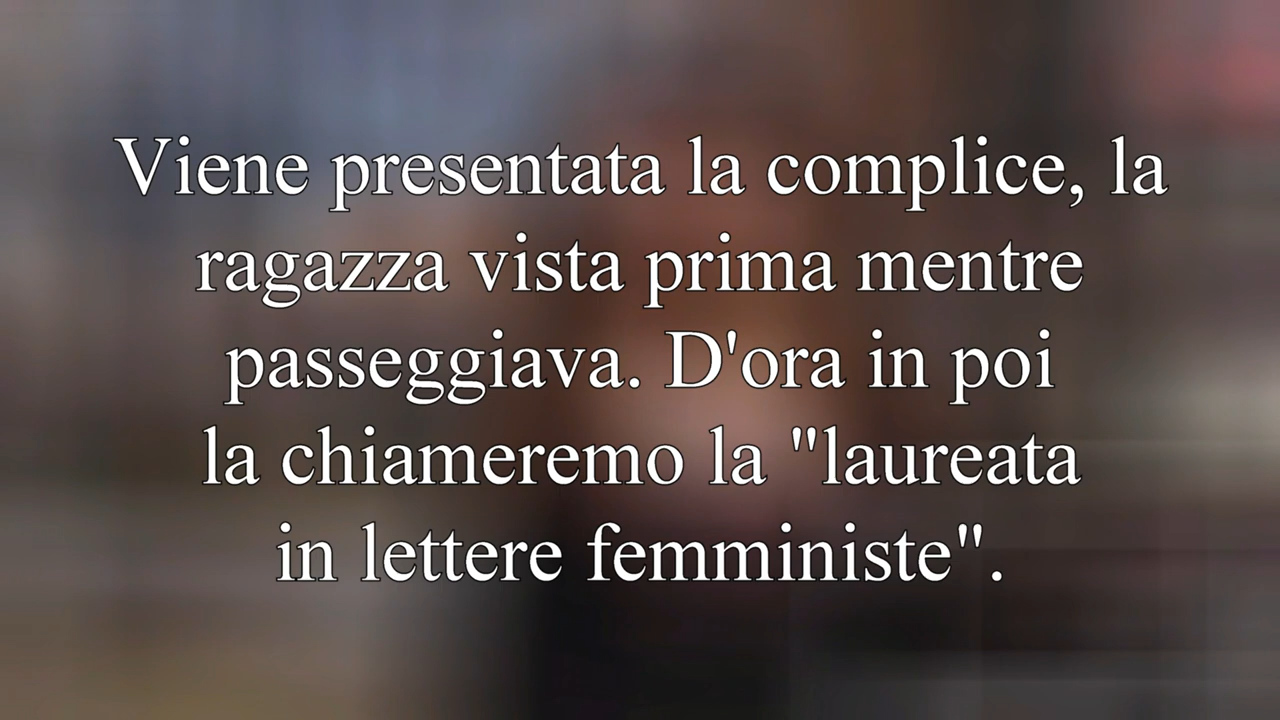 Viene presentata la complice, la
ragazza vista prima mentre
passeggiava. D'ora in poi
la chiameremo la "laureata
in lettere femministe".